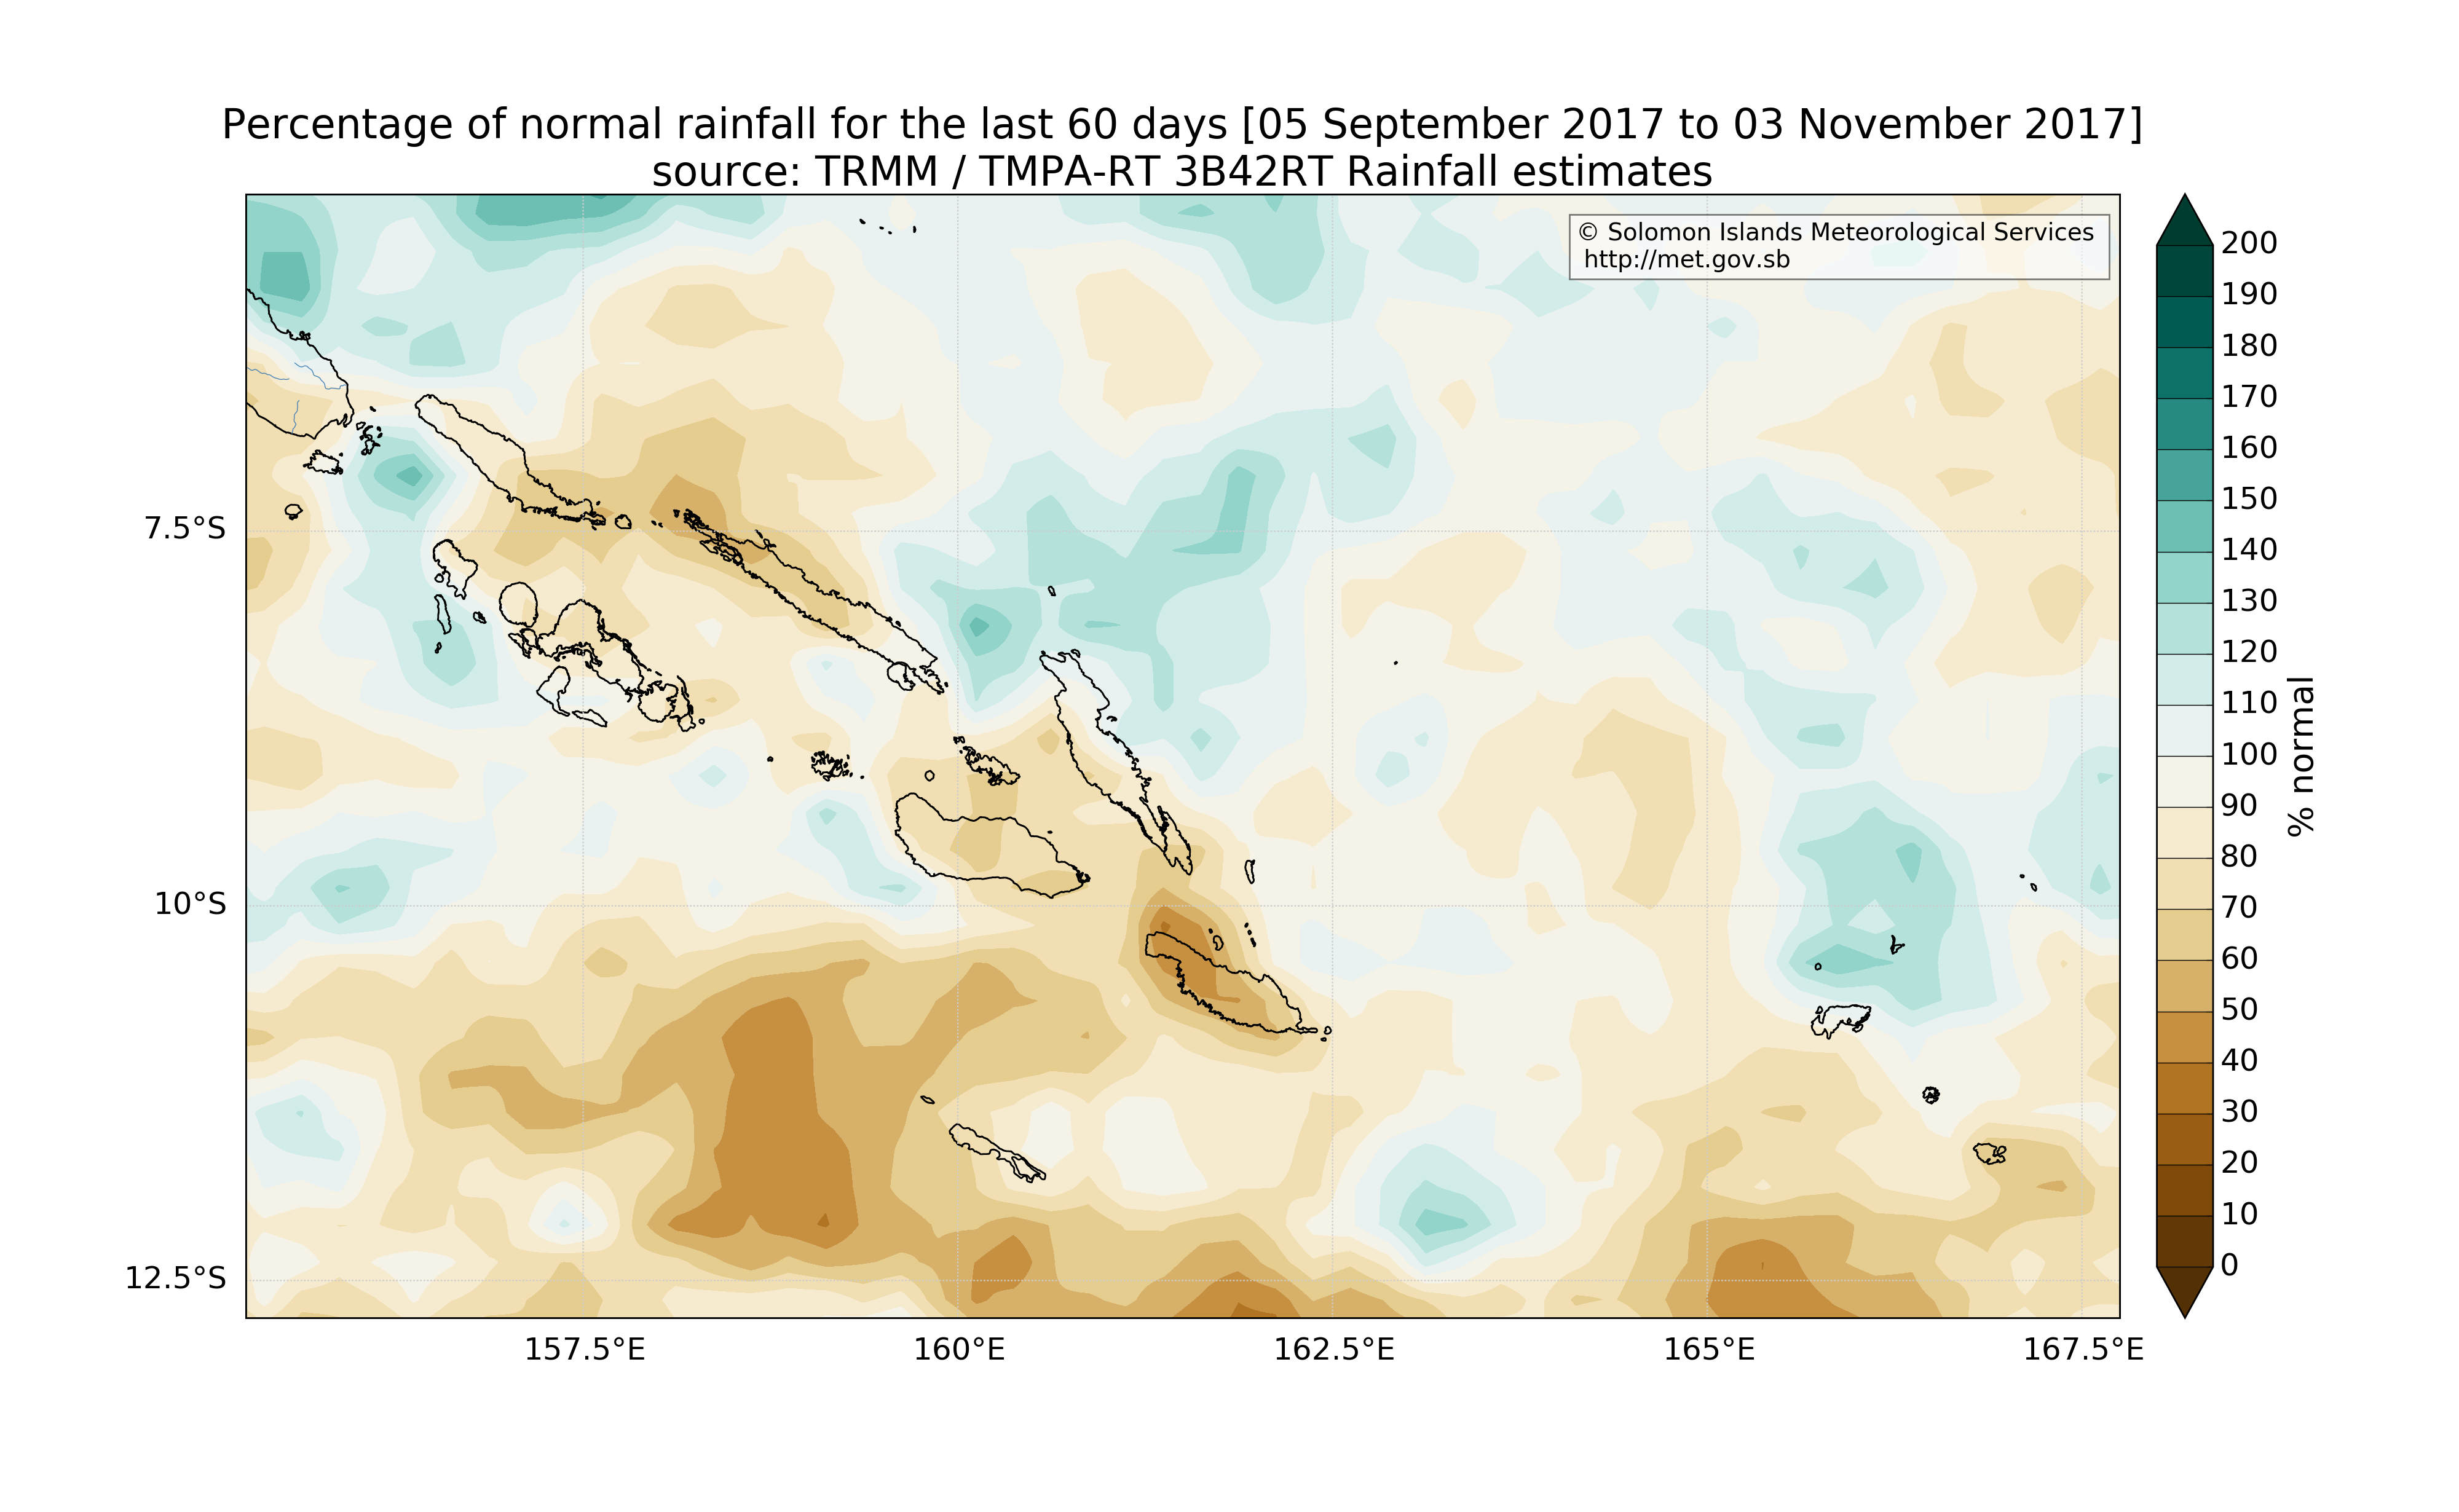 Percentage of normal rainfall for the last 60 days [05 September 2017 to 03 November 2017]
source: TRMM / TMPA-RT 3B42RT Rainfall estimates
© Solomon Islands Meteorological Services
http://met.gov.sb
7.5°S
10°S
12.5°S
157.5°E
160°E
162.5°E
165°E
167.5°E
200
190
180
170
160
150
140
130
120
110
100
90
80
70
60
50
40
30
20
10
0
% normal